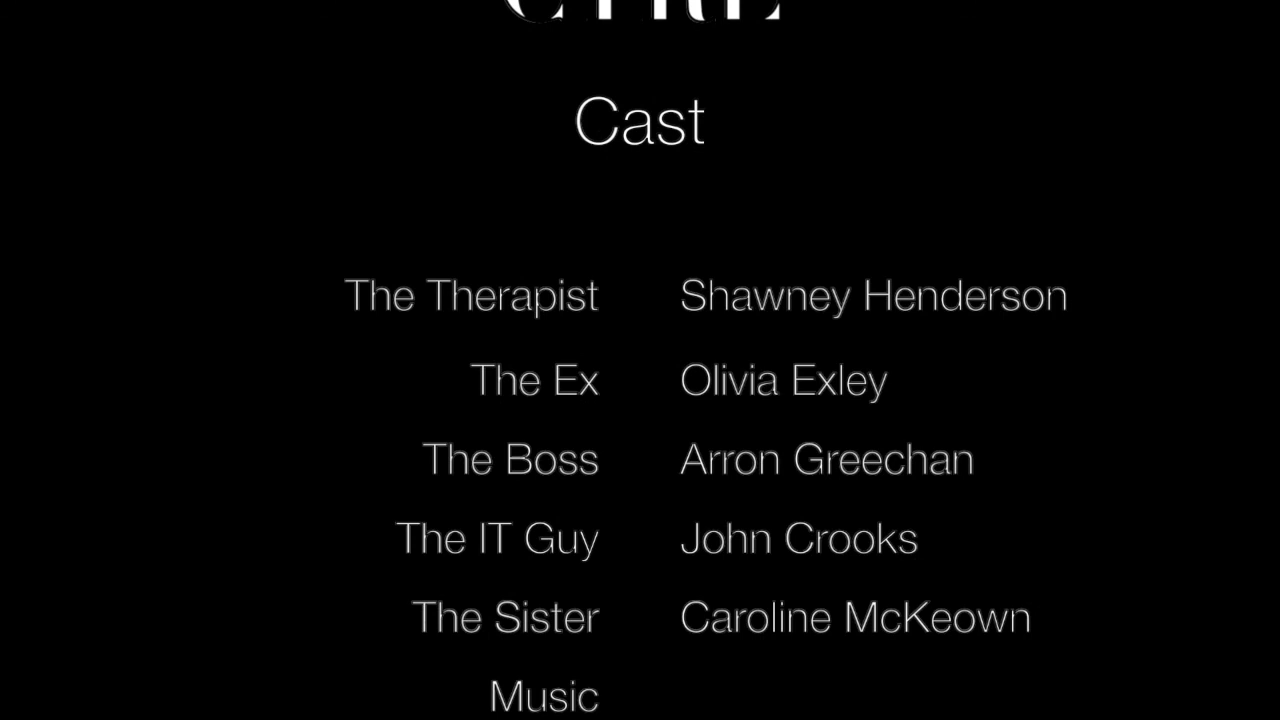 Cast
The Therapist Shawney Henderson
The Ex Olivia Exley
The Boss Arron Greechan
The IT Guy John Crooks
The Sister Caroline McKeown
Music